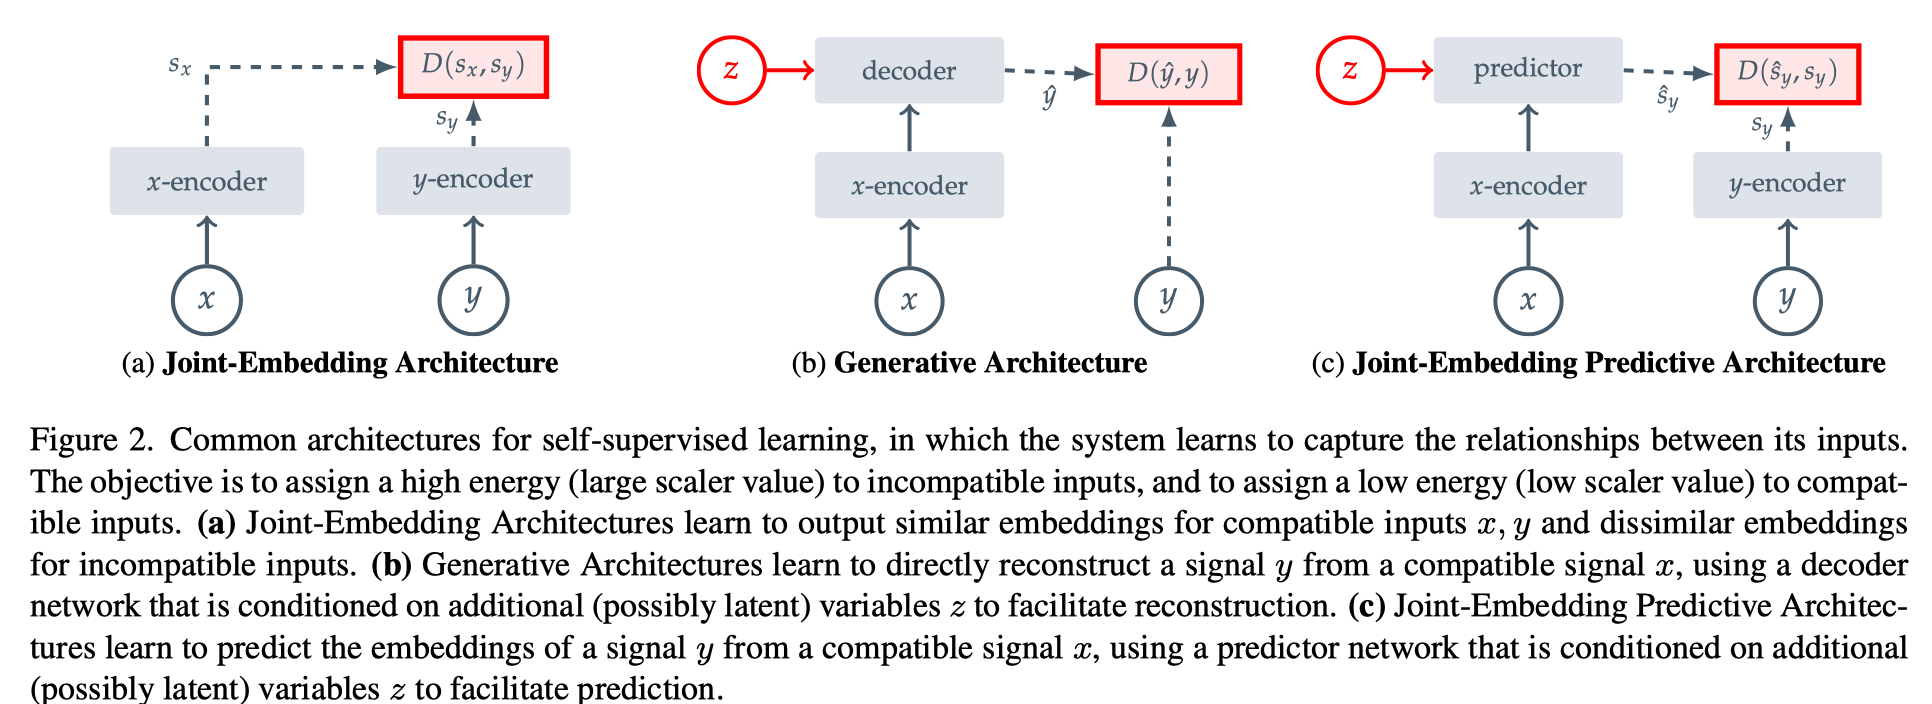 s_x
D(s_x, s_y)
s_y
x-encoder
y-encoder
x
y
(a) Joint-Embedding Architecture
z
decoder
ŷ
D(ŷ, y)
x-encoder
x
y
(b) Generative Architecture
z
predictor
ŝ_y
D(ŝ_y, s_y)
s_y
x-encoder
y-encoder
x
y
(c) Joint-Embedding Predictive Architecture
Figure 2. Common architectures for self-supervised learning, in which the system learns to capture the relationships between its inputs.
The objective is to assign a high energy (large scaler value) to incompatible inputs, and to assign a low energy (low scaler value) to compat-
ible inputs. (a) Joint-Embedding Architectures learn to output similar embeddings for compatible inputs x, y and dissimilar embeddings
for incompatible inputs. (b) Generative Architectures learn to directly reconstruct a signal y from a compatible signal x, using a decoder
network that is conditioned on additional (possibly latent) variables z to facilitate reconstruction. (c) Joint-Embedding Predictive Architec-
tures learn to predict the embeddings of a signal y from a compatible signal x, using a predictor network that is conditioned on additional
(possibly latent) variables z to facilitate prediction.